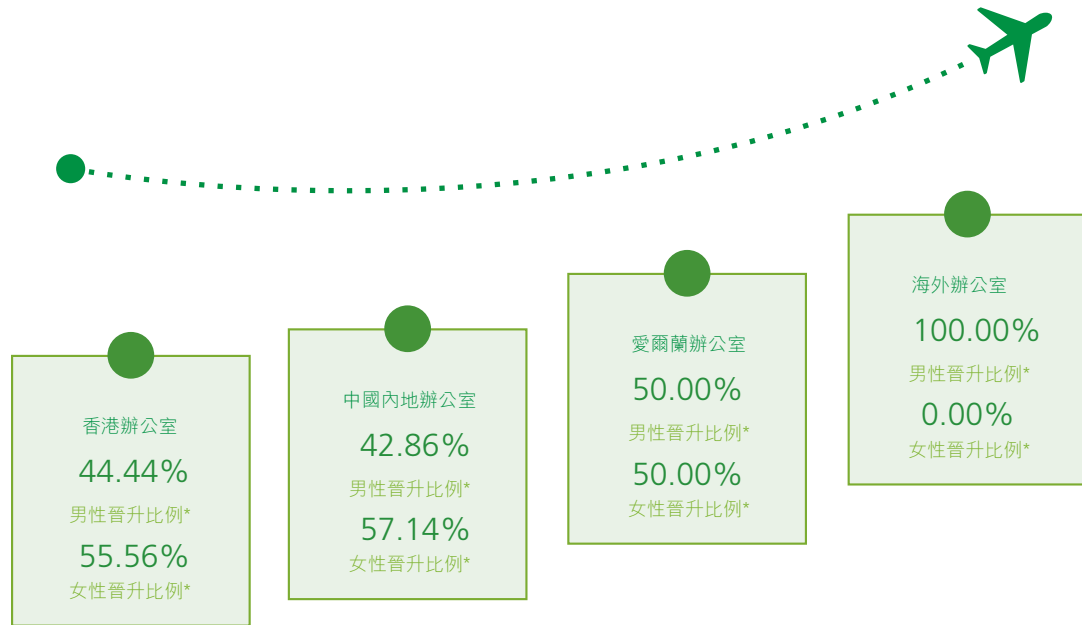 香港辦公室
44.44%
男性晉升比例*
55.56%
女性晉升比例*
中國內地辦公室
42.86%
男性晉升比例*
57.14%
女性晉升比例*
愛爾蘭辦公室
50.00%
男性晉升比例*
50.00%
女性晉升比例*
海外辦公室
100.00%
男性晉升比例*
0.00%
女性晉升比例*